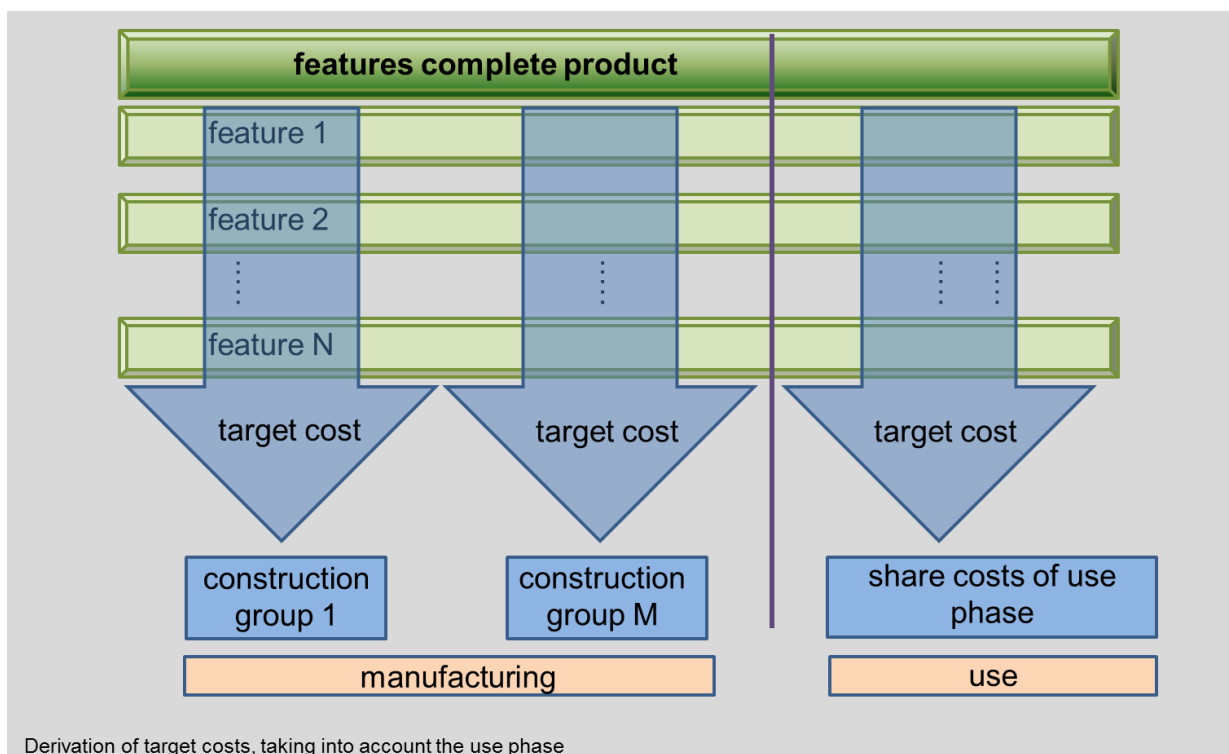 features complete product
feature 1
feature 2
feature N
target cost
target cost
target cost
construction
group 1
construction
group M
share costs of use
phase
manufacturing
use
Derivation of target costs, taking into account the use phase